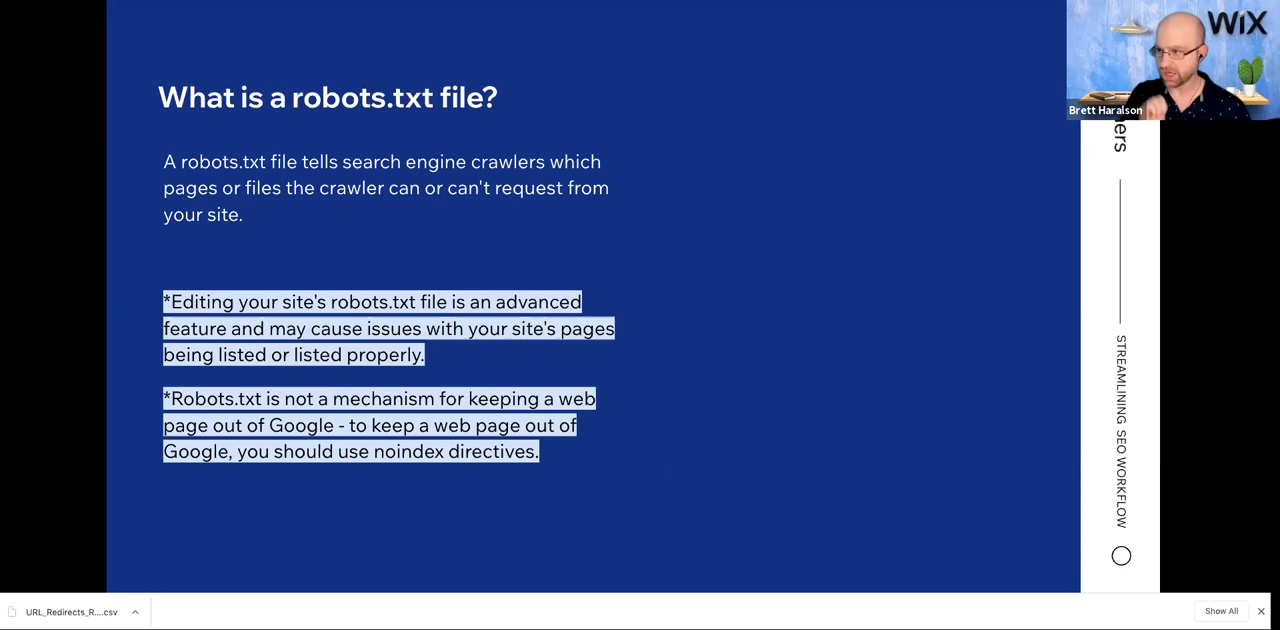 What is a robots.txt file?
A robots.txt file tells search engine crawlers which
pages or files the crawler can or can't request from
your site.
*Editing your site's robots.txt file is an advanced
feature and may cause issues with your site's pages
being listed or listed properly.
*Robots.txt is not a mechanism for keeping a web
page out of Google - to keep a web page out of
Google, you should use noindex directives.
WiX
Brett Haralson
ers
STREAMLINING SEO WORKFLOW
URL_Redirects_R....csv
Show All